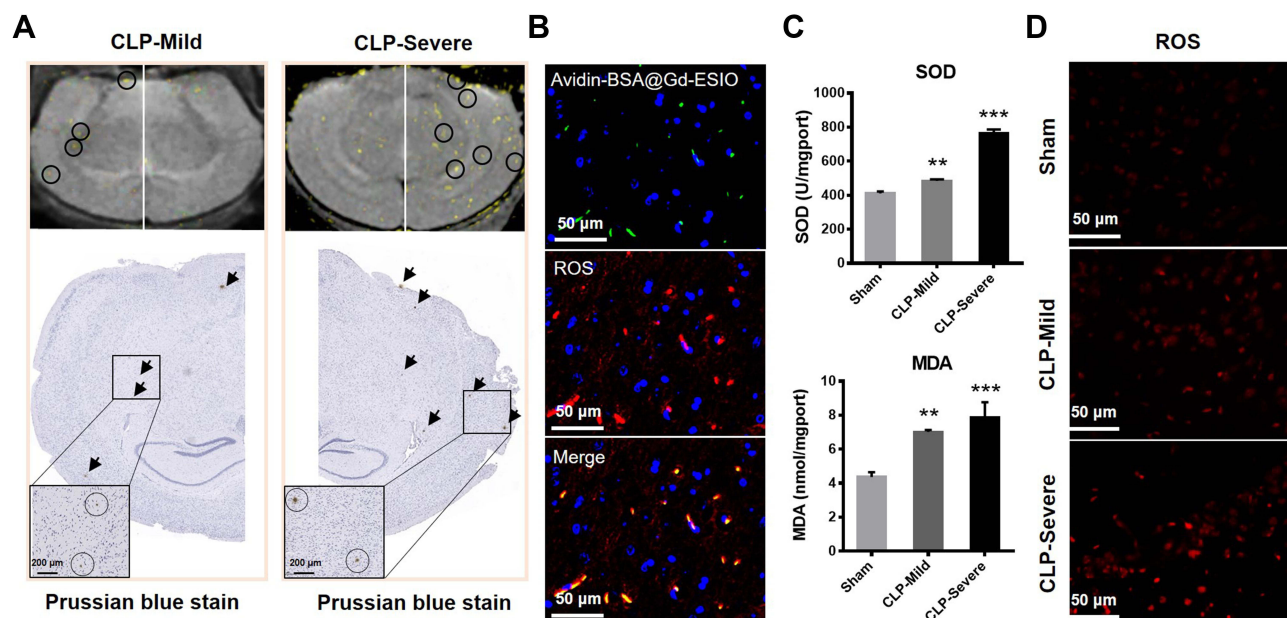 A
CLP-Mild
CLP-Severe
200 µm
200 µm
Prussian blue stain
Prussian blue stain
B
Avidin-BSA@Gd-ESIO
50 µm
ROS
50 µm
Merge
50 µm
C
SOD
SOD (U/mgport)
1000
800
600
400
200
0
**
***
Sham
CLP-Mild
CLP-Severe
MDA
MDA (nmol/mgport)
10
8
6
4
2
0
**
***
Sham
CLP-Mild
CLP-Severe
D
ROS
Sham
50 µm
CLP-Mild
50 µm
CLP-Severe
50 µm